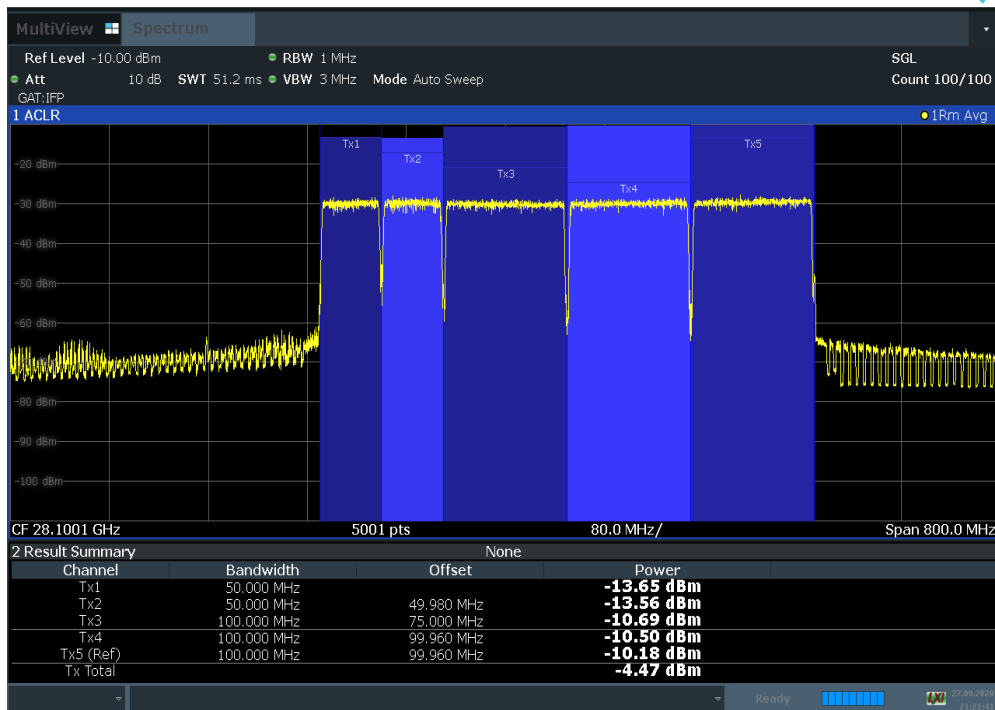 MultiView Spectrum
Ref Level -10.00 dBm RBW 1 MHz SGL
Att 10 dB SWT 51.2 ms VBW 3 MHz Mode Auto Sweep Count 100/100
GAT:IFP
1 ACLR 1Rm Avg
Tx1
Tx2
Tx3
Tx4
Tx5
-20 dBm
-30 dBm
-40 dBm
-50 dBm
-60 dBm
-80 dBm
-90 dBm
-100 dBm
CF 28.1001 GHz 5001 pts 80.0 MHz/ Span 800.0 MHz
2 Result Summary None
Channel Bandwidth Offset Power
Tx1 50.000 MHz -13.65 dBm
Tx2 50.000 MHz 49.980 MHz -13.56 dBm
Tx3 100.000 MHz 75.000 MHz -10.69 dBm
Tx4 100.000 MHz 99.960 MHz -10.50 dBm
Tx5 (Ref) 100.000 MHz 99.960 MHz -10.18 dBm
Tx Total -4.47 dBm
Ready 27.09.2020
21:21:41